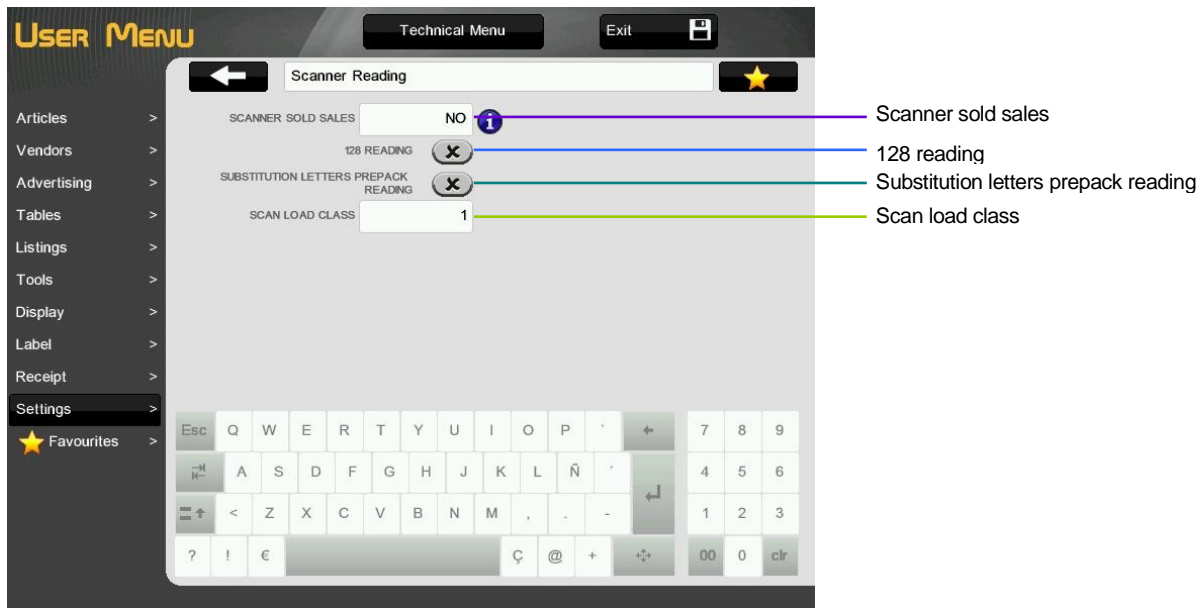 USER MENU
Technical Menu
Exit
Scanner Reading
Articles >
Vendors >
Advertising >
Tables >
Listings >
Tools >
Display >
Label >
Receipt >
Settings >
Favourites >
SCANNER SOLD SALES NO i
128 READING X
SUBSTITUTION LETTERS PREPACK
READING X
SCAN LOAD CLASS 1
Scanner sold sales
128 reading
Substitution letters prepack reading
Scan load class
Esc Q W E R T Y U I O P ` 7 8 9
A S D F G H J K L Ñ ´ 4 5 6
< Z X C V B N M , . - 1 2 3
? ! € Ç @ + 00 0 clr